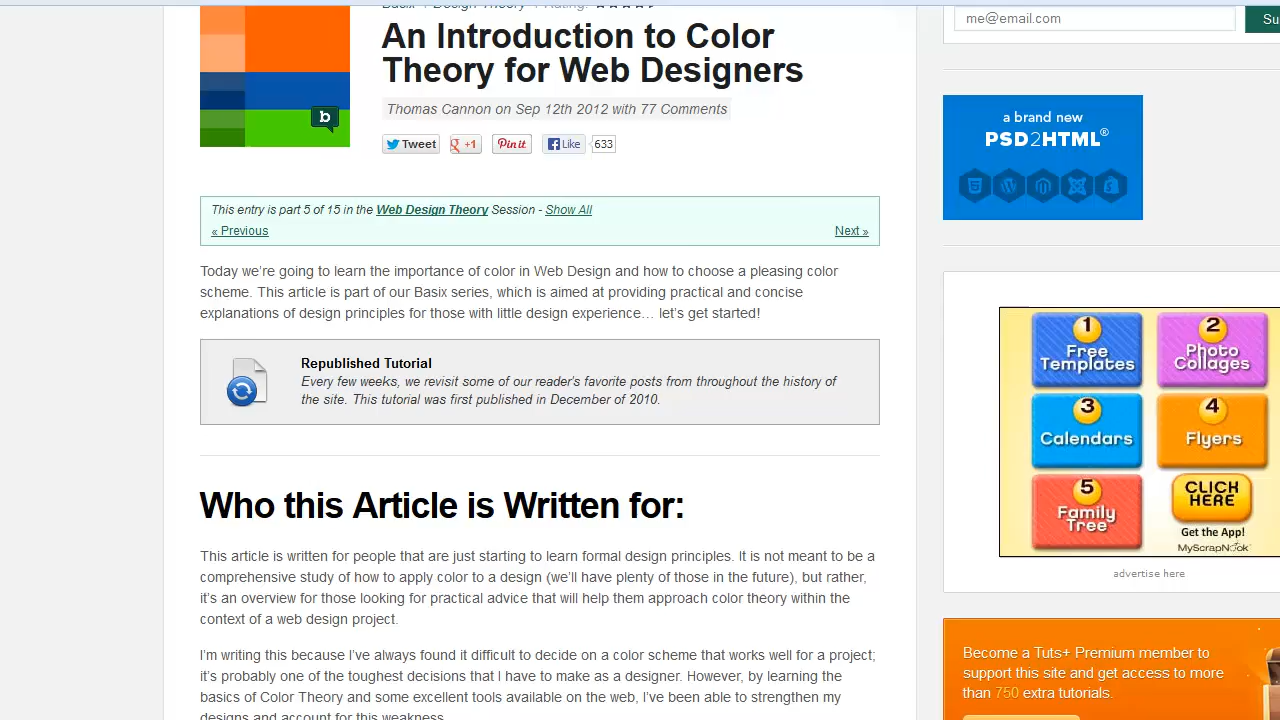 Basix
Design Theory
Rating:
An Introduction to Color
Theory for Web Designers
Thomas Cannon on Sep 12th 2012 with 77 Comments
Tweet
+1
Pin it
Like
633
b
This entry is part 5 of 15 in the Web Design Theory Session - Show All
« Previous
Next »
Today we're going to learn the importance of color in Web Design and how to choose a pleasing color
scheme. This article is part of our Basix series, which is aimed at providing practical and concise
explanations of design principles for those with little design experience… let's get started!
Republished Tutorial
Every few weeks, we revisit some of our reader's favorite posts from throughout the history of
the site. This tutorial was first published in December of 2010.
Who this Article is Written for:
This article is written for people that are just starting to learn formal design principles. It is not meant to be a
comprehensive study of how to apply color to a design (we'll have plenty of those in the future), but rather,
it's an overview for those looking for practical advice that will help them approach color theory within the
context of a web design project.
I'm writing this because I've always found it difficult to decide on a color scheme that works well for a project;
it's probably one of the toughest decisions that I have to make as a designer. However, by learning the
basics of Color Theory and some excellent tools available on the web, I've been able to strengthen my
designs and account for this weakness.
me@email.com
Su
a brand new
PSD2HTML®
1
Free
Templates
2
Photo
Collages
3
Calendars
4
Flyers
5
Family
Tree
CLICK
HERE
Get the App!
MyScrapNook
advertise here
Become a Tuts+ Premium member to
support this site and get access to more
than 750 extra tutorials.